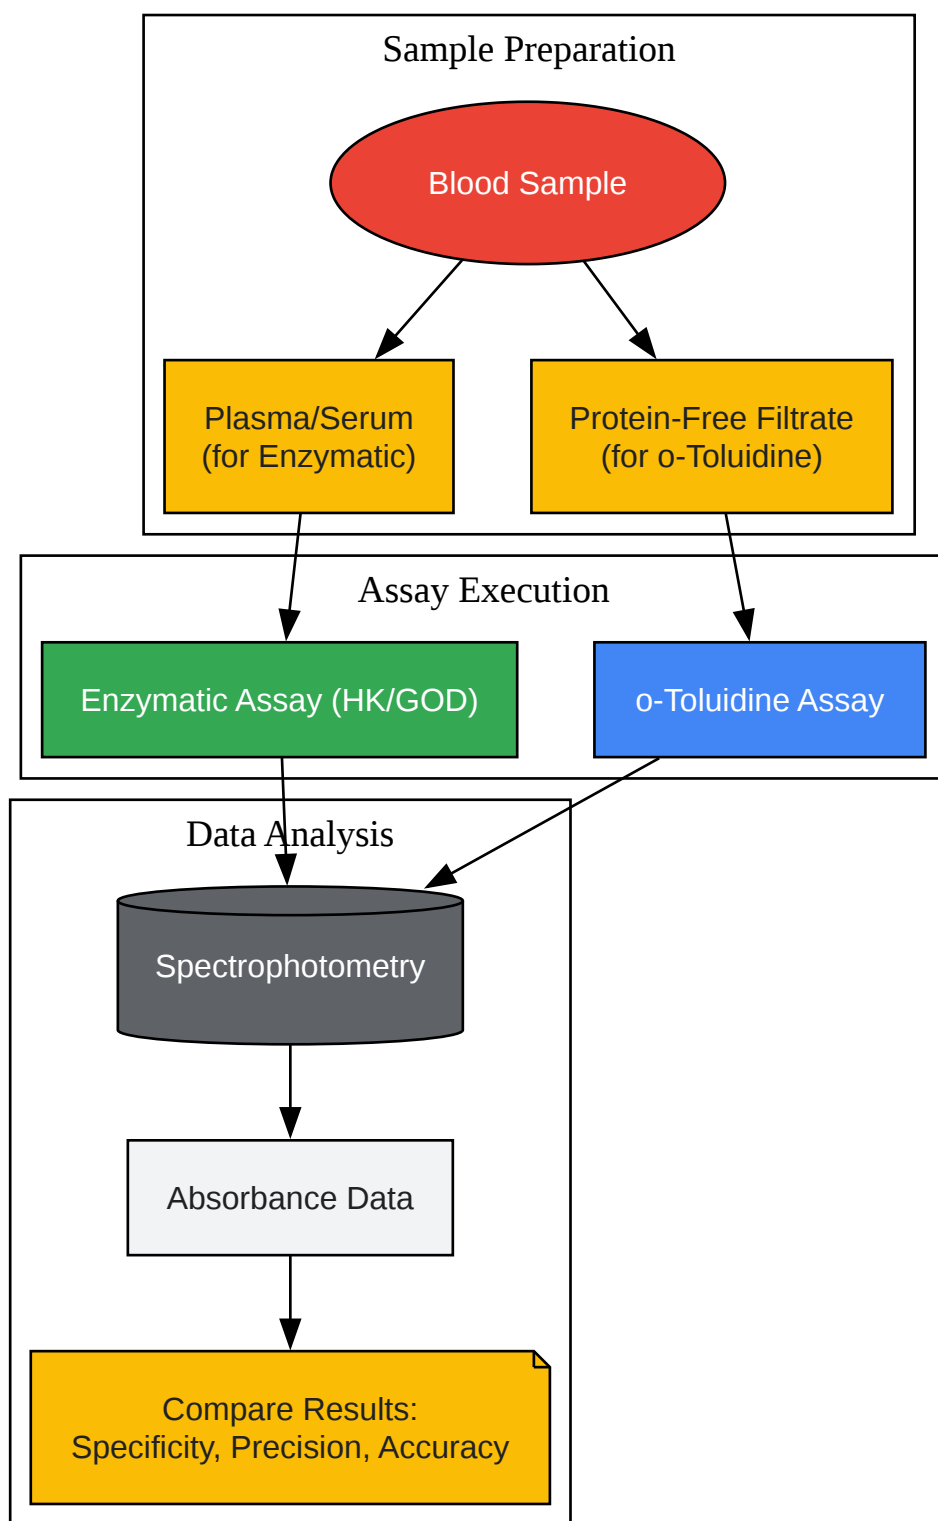 Sample Preparation
Blood Sample
Plasma/Serum
(for Enzymatic)
Protein-Free Filtrate
(for o-Toluidine)
Assay Execution
Enzymatic Assay (HK/GOD)
o-Toluidine Assay
Data Analysis
Spectrophotometry
Absorbance Data
Compare Results:
Specificity, Precision, Accuracy